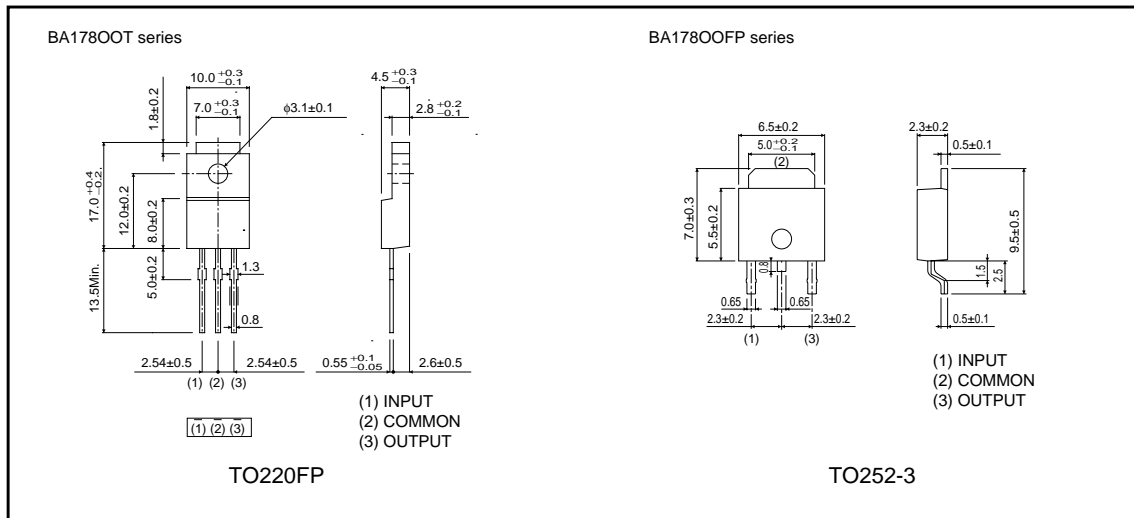 BA178OOT series
10.0 +0.3 −0.1
7.0 +0.3 −0.1
φ3.1±0.1
1.8±0.2
17.0 +0.4 −0.2
12.0±0.2
8.0±0.2
5.0±0.2
13.5Min.
1.3
0.8
2.54±0.5
2.54±0.5
(1) (2) (3)
(1) (2) (3)
4.5 +0.3 −0.1
2.8 +0.2 −0.1
0.55 +0.1 −0.05
2.6±0.5
(1) INPUT
(2) COMMON
(3) OUTPUT
TO220FP
BA178OOFP series
6.5±0.2
5.0 +0.2 −0.1
(2)
7.0±0.3
5.5±0.2
0.8
0.65
0.65
2.3±0.2
2.3±0.2
(1)
(3)
2.3±0.2
0.5±0.1
9.5±0.5
1.5
2.5
0.5±0.1
(1) INPUT
(2) COMMON
(3) OUTPUT
TO252-3